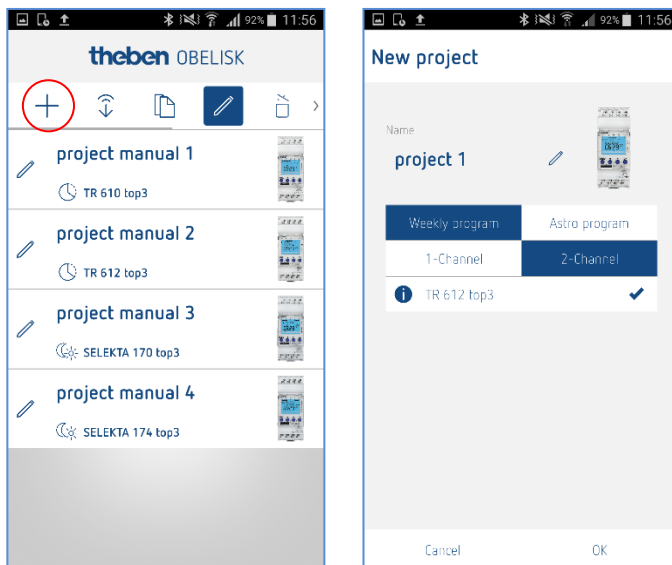 92% 11:56
theben OBELISK
project manual 1
TR 610 top3
project manual 2
TR 612 top3
project manual 3
SELEKTA 170 top3
project manual 4
SELEKTA 174 top3
92% 11:56
New project
Name
project 1
Weekly program Astro program
1-Channel 2-Channel
TR 612 top3
Cancel OK